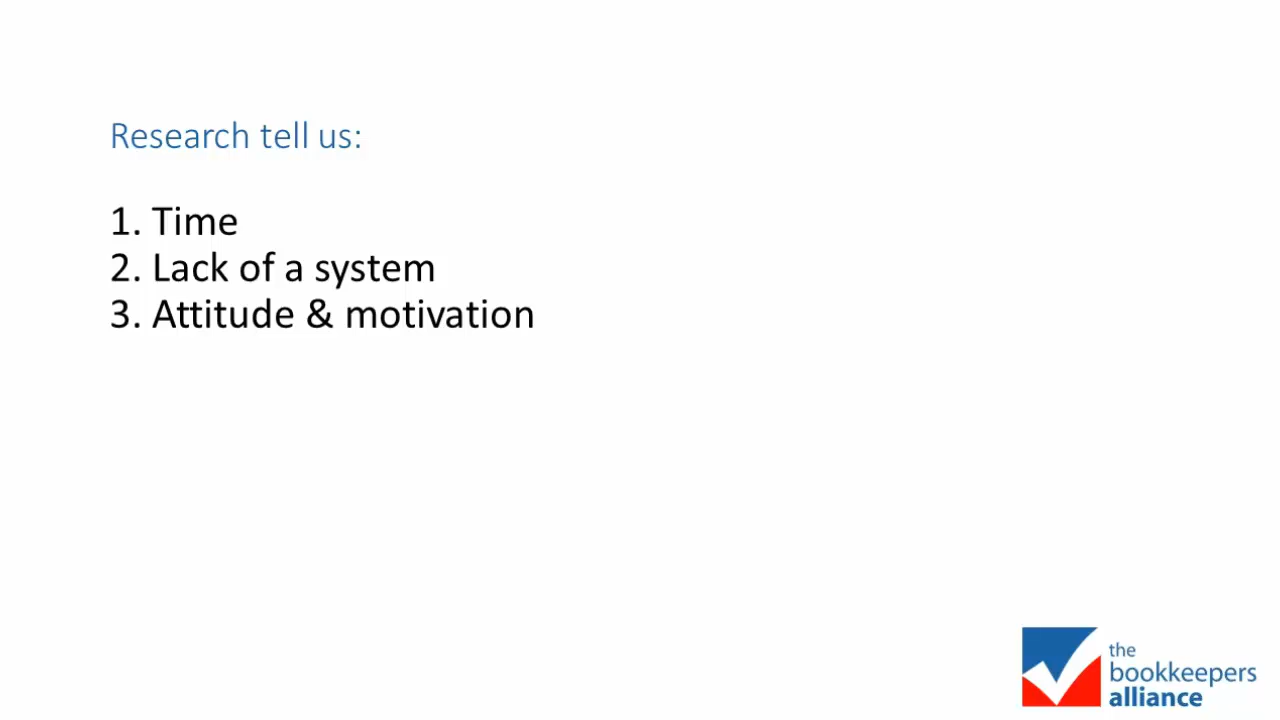 Research tell us:
1. Time
2. Lack of a system
3. Attitude & motivation
the
bookkeepers
alliance